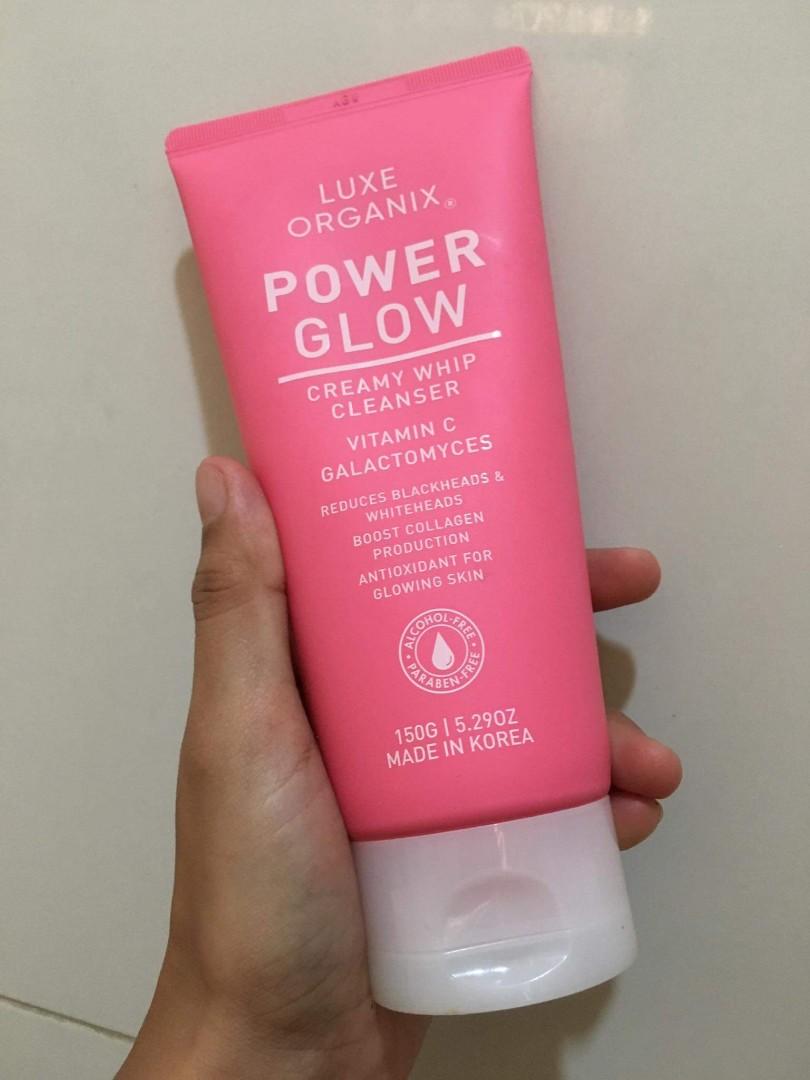 LUXE
ORGANIX®
POWER
GLOW
CREAMY WHIP
CLEANSER
VITAMIN C
GALACTOMYCES
REDUCES BLACKHEADS &
WHITEHEADS
BOOST COLLAGEN
PRODUCTION
ANTIOXIDANT FOR
GLOWING SKIN
ALCOHOL-FREE
PARABEN-FREE
150G | 5.29OZ
MADE IN KOREA